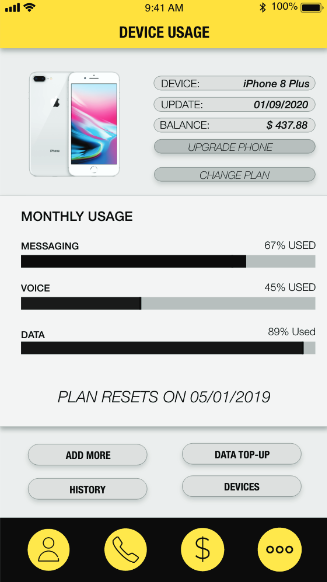 9:41 AM 100%
DEVICE USAGE
DEVICE: iPhone 8 Plus
UPDATE: 01/09/2020
BALANCE: $ 437.88
UPGRADE PHONE
CHANGE PLAN
MONTHLY USAGE
MESSAGING 67% USED
VOICE 45% USED
DATA 89% Used
PLAN RESETS ON 05/01/2019
ADD MORE DATA TOP-UP
HISTORY DEVICES
$